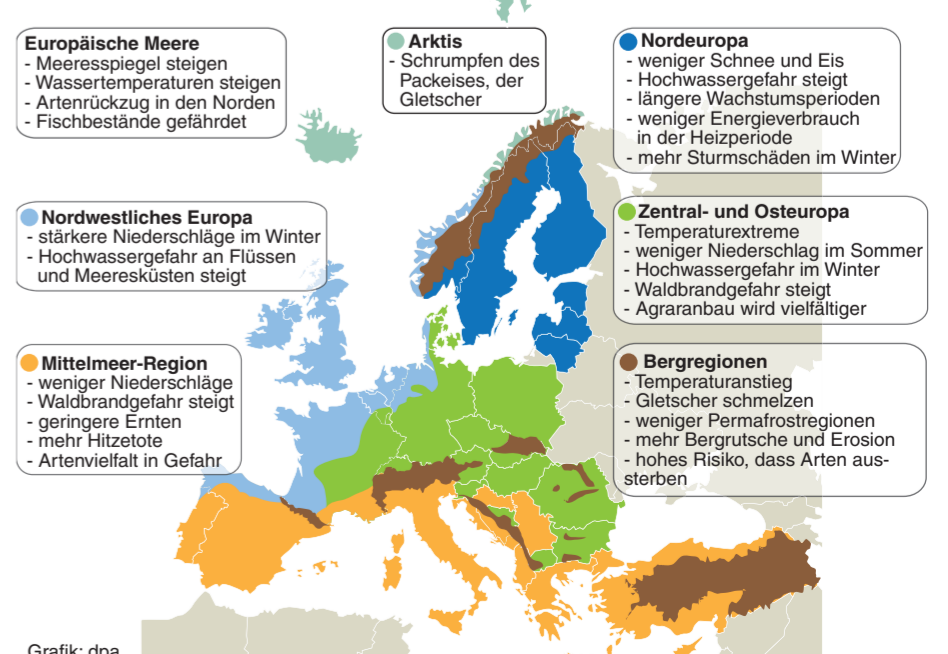 Europäische Meere
- Meeresspiegel steigen
- Wassertemperaturen steigen
- Artenrückzug in den Norden
- Fischbestände gefährdet
Arktis
- Schrumpfen des
Packeises, der
Gletscher
Nordeuropa
- weniger Schnee und Eis
- Hochwassergefahr steigt
- längere Wachstumsperioden
- weniger Energieverbrauch
in der Heizperiode
- mehr Sturmschäden im Winter
Nordwestliches Europa
- stärkere Niederschläge im Winter
- Hochwassergefahr an Flüssen
und Meeresküsten steigt
Zentral- und Osteuropa
- Temperaturextreme
- weniger Niederschlag im Sommer
- Hochwassergefahr im Winter
- Waldbrandgefahr steigt
- Agraranbau wird vielfältiger
Mittelmeer-Region
- weniger Niederschläge
- Waldbrandgefahr steigt
- geringere Ernten
- mehr Hitzetote
- Artenvielfalt in Gefahr
Bergregionen
- Temperaturanstieg
- Gletscher schmelzen
- weniger Permafrostregionen
- mehr Bergrutsche und Erosion
- hohes Risiko, dass Arten aus-
sterben
Grafik: dpa